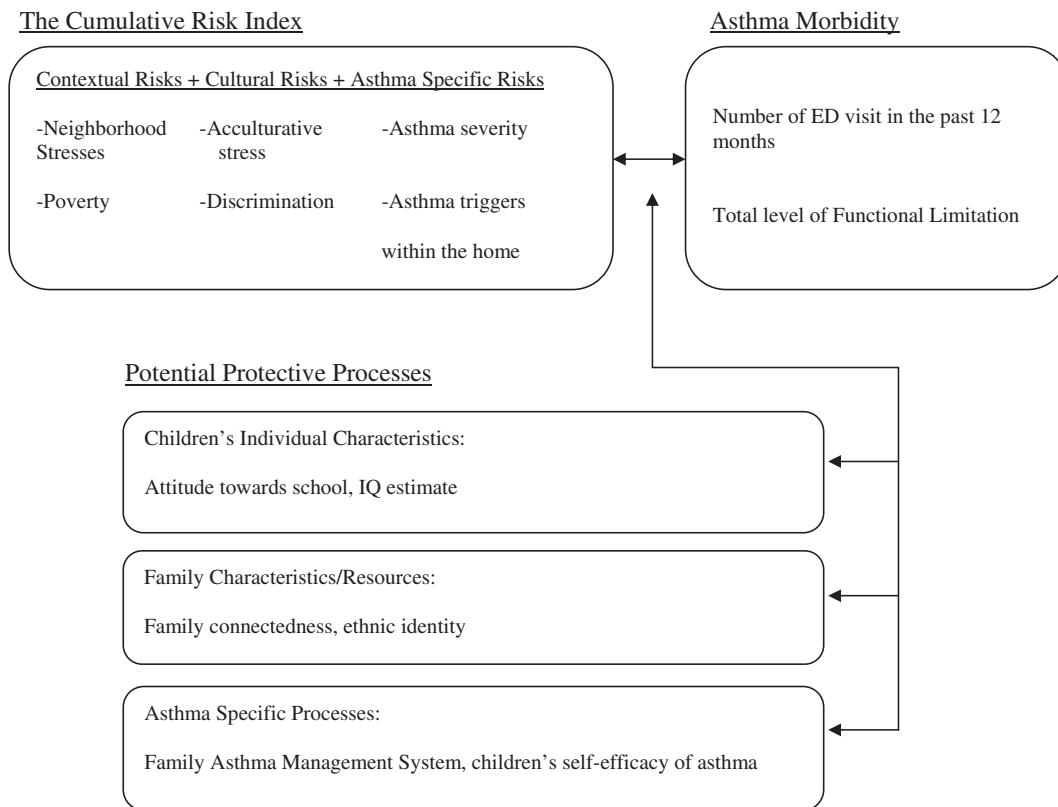 The Cumulative Risk Index
Asthma Morbidity
Contextual Risks + Cultural Risks + Asthma Specific Risks
-Neighborhood Stresses
-Acculturative stress
-Asthma severity
-Poverty
-Discrimination
-Asthma triggers
within the home
Number of ED visit in the past 12
months
Total level of Functional Limitation
Potential Protective Processes
Children's Individual Characteristics:
Attitude towards school, IQ estimate
Family Characteristics/Resources:
Family connectedness, ethnic identity
Asthma Specific Processes:
Family Asthma Management System, children's self-efficacy of asthma